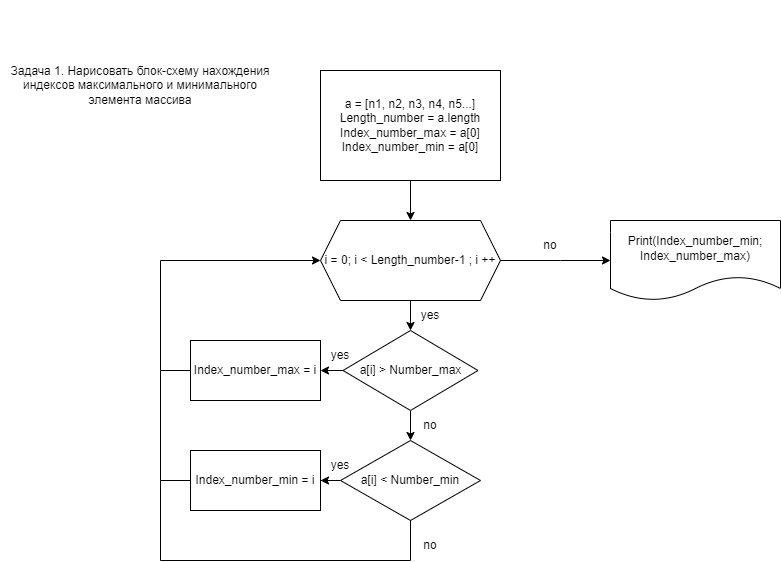 Задача 1. Нарисовать блок-схему нахождения
индексов максимального и минимального
элемента массива
a = [n1, n2, n3, n4, n5...]
Length_number = a.length
Index_number_max = a[0]
Index_number_min = a[0]
i = 0; i < Length_number-1 ; i ++
no
Print(Index_number_min;
Index_number_max)
yes
Index_number_max = i
yes
a[i] > Number_max
no
Index_number_min = i
yes
a[i] < Number_min
no